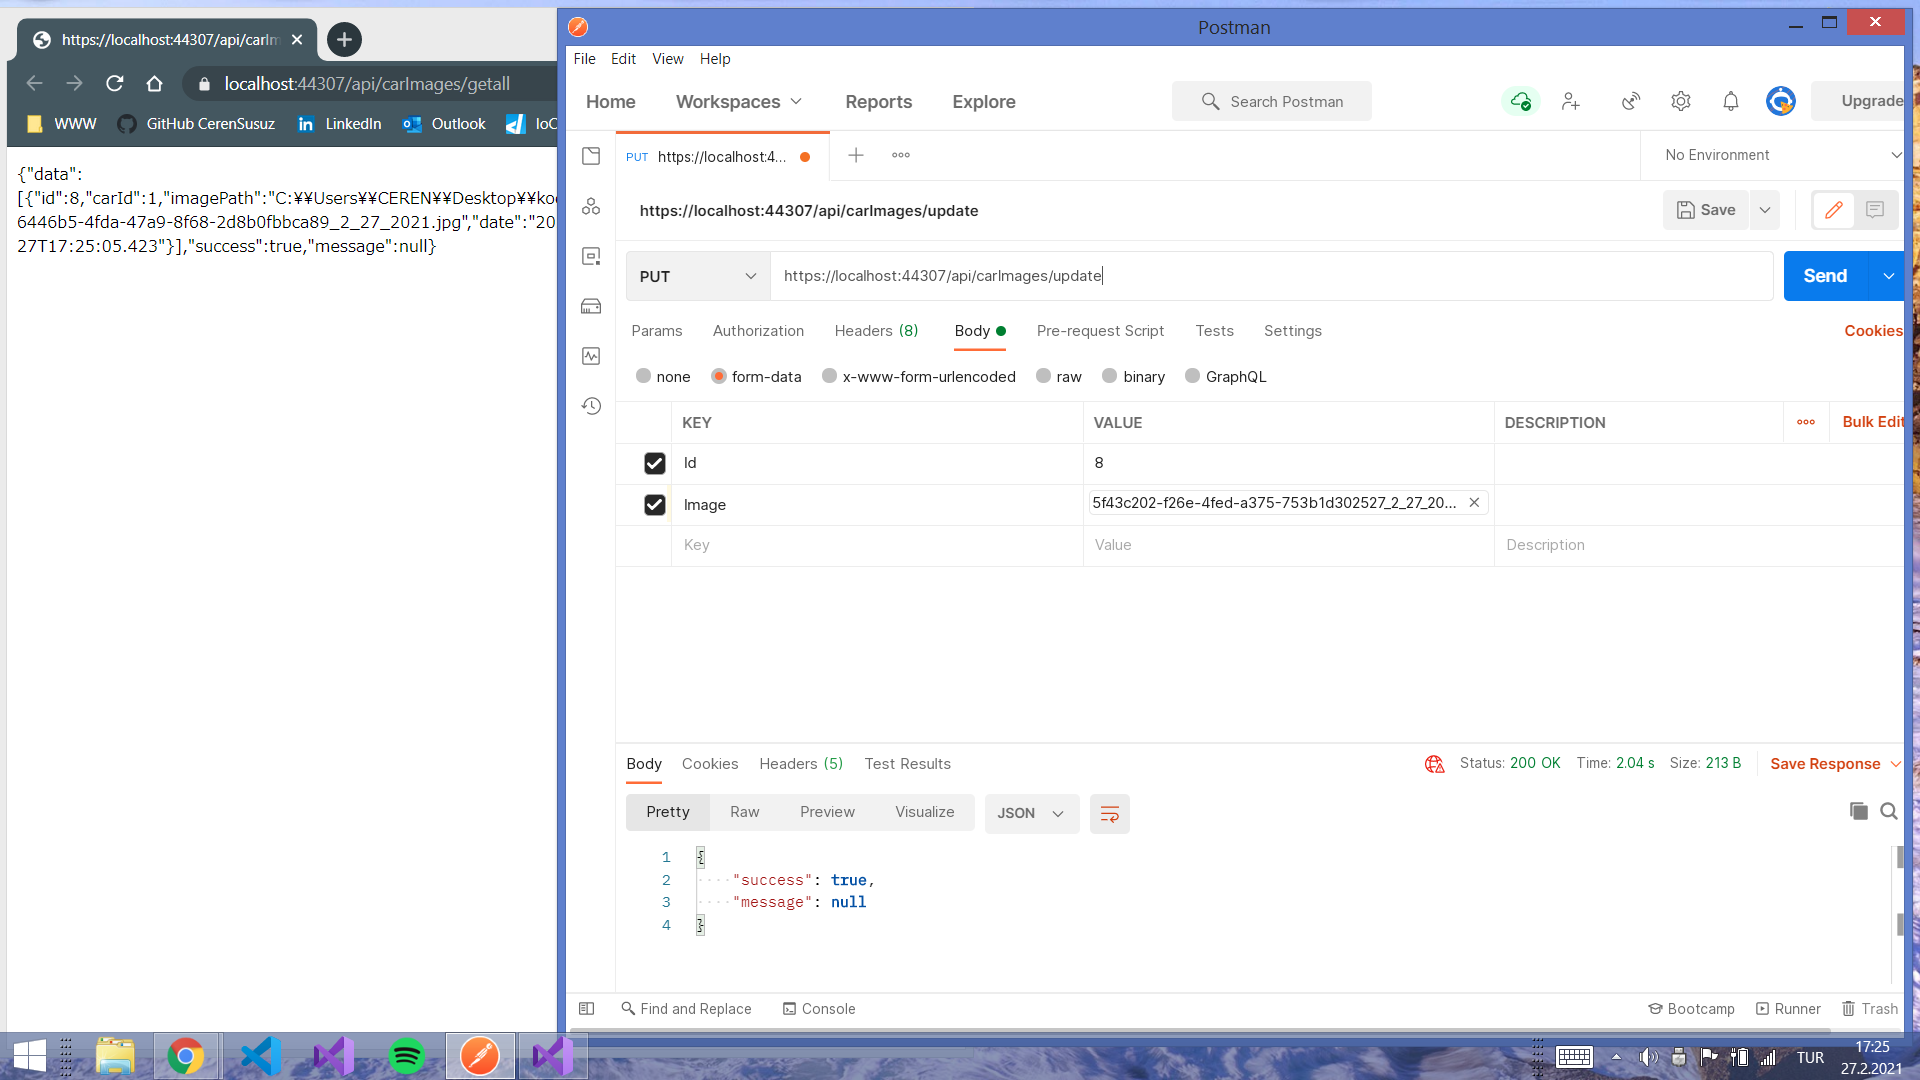 https://localhost:44307/api/carIm
localhost:44307/api/carImages/getall
WWW
GitHub CerenSusuz
LinkedIn
Outlook
{"data":
[{"id":8,"carId":1,"imagePath":"C:¥¥Users¥¥CEREN¥¥Desktop¥¥kod
6446b5-4fda-47a9-8f68-2d8b0fbbca89_2_27_2021.jpg","date":"20
27T17:25:05.423"}],"success":true,"message":null}
Postman
File Edit View Help
Home Workspaces Reports Explore
Search Postman
Upgrade
PUT https://localhost:4...
No Environment
https://localhost:44307/api/carImages/update
Save
PUT
https://localhost:44307/api/carImages/update
Send
Params Authorization Headers (8) Body Pre-request Script Tests Settings
Cookies
none form-data x-www-form-urlencoded raw binary GraphQL
KEY VALUE DESCRIPTION
Bulk Edit
Id 8
Image 5f43c202-f26e-4fed-a375-753b1d302527_2_27_20...
Key Value Description
Body Cookies Headers (5) Test Results
Status: 200 OK Time: 2.04 s Size: 213 B Save Response
Pretty Raw Preview Visualize JSON
1 {
2 "success": true,
3 "message": null
4 }
Find and Replace Console
Bootcamp Runner Trash
TUR
17:25
27.2.2021